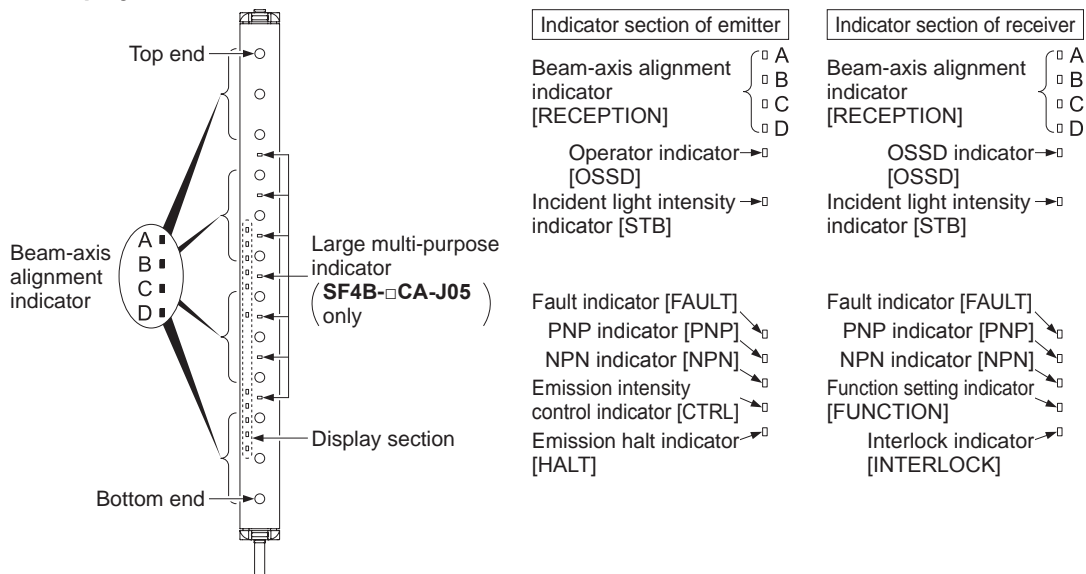 Top end
Beam-axis
alignment
indicator
A
B
C
D
Large multi-purpose
indicator
(SF4B-□CA-J05
only)
Display section
Bottom end
Indicator section of emitter
Beam-axis alignment
indicator
[RECEPTION]
A
B
C
D
Operator indicator
[OSSD]
Incident light intensity
indicator [STB]
Fault indicator [FAULT]
PNP indicator [PNP]
NPN indicator [NPN]
Emission intensity
control indicator [CTRL]
Emission halt indicator
[HALT]
Indicator section of receiver
Beam-axis alignment
indicator
[RECEPTION]
A
B
C
D
OSSD indicator
[OSSD]
Incident light intensity
indicator [STB]
Fault indicator [FAULT]
PNP indicator [PNP]
NPN indicator [NPN]
Function setting indicator
[FUNCTION]
Interlock indicator
[INTERLOCK]